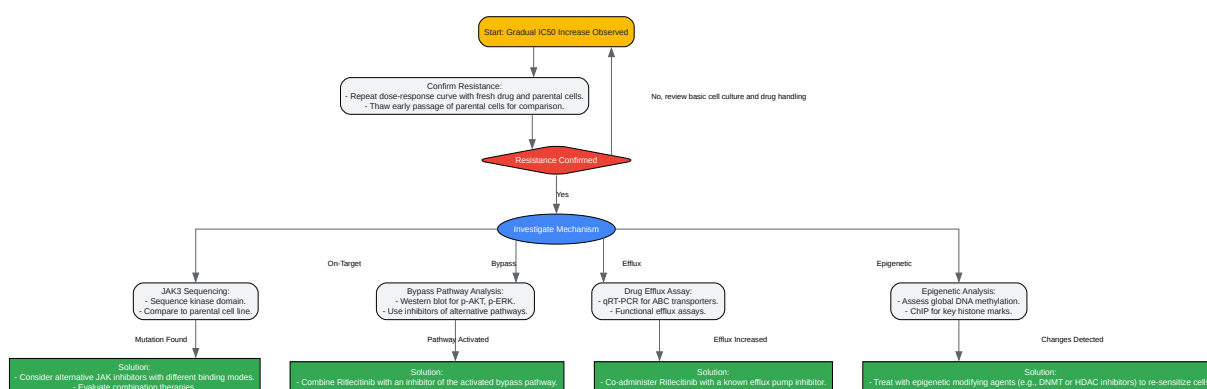 Start: Gradual IC50 Increase Observed
Confirm Resistance:
- Repeat dose-response curve with fresh drug and parental cells.
- Thaw early passage of parental cells for comparison.
No, review basic cell culture and drug handling
Resistance Confirmed
Yes
Investigate Mechanism
On-Target
Bypass
Efflux
Epigenetic
JAK3 Sequencing:
- Sequence kinase domain.
- Compare to parental cell line.
Bypass Pathway Analysis:
- Western blot for p-AKT, p-ERK.
- Use inhibitors of alternative pathways.
Drug Efflux Assay:
- qRT-PCR for ABC transporters.
- Functional efflux assays.
Epigenetic Analysis:
- Assess global DNA methylation.
- ChIP for key histone marks.
Mutation Found
Pathway Activated
Efflux Increased
Changes Detected
Solution:
- Consider alternative JAK inhibitors with different binding modes.
- Evaluate combination therapies.
Solution:
- Combine Ritlecitinib with an inhibitor of the activated bypass pathway.
Solution:
- Co-administer Ritlecitinib with a known efflux pump inhibitor.
Solution:
- Treat with epigenetic modifying agents (e.g., DNMT or HDAC inhibitors) to re-sensitize cells